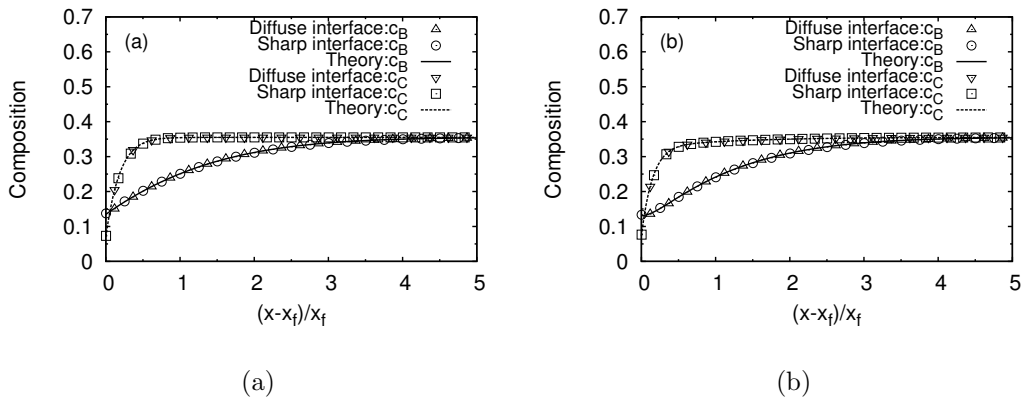 0.7
0.6
0.5
0.4
0.3
0.2
0.1
0
Composition
(a)
Diffuse interface:c_B
Sharp interface:c_B
Theory:c_B
Diffuse interface:c_C
Sharp interface:c_C
Theory:c_C
0 1 2 3 4 5
(x-x_f)/x_f
(a)
0.7
0.6
0.5
0.4
0.3
0.2
0.1
0
Composition
(b)
Diffuse interface:c_B
Sharp interface:c_B
Theory:c_B
Diffuse interface:c_C
Sharp interface:c_C
Theory:c_C
0 1 2 3 4 5
(x-x_f)/x_f
(b)